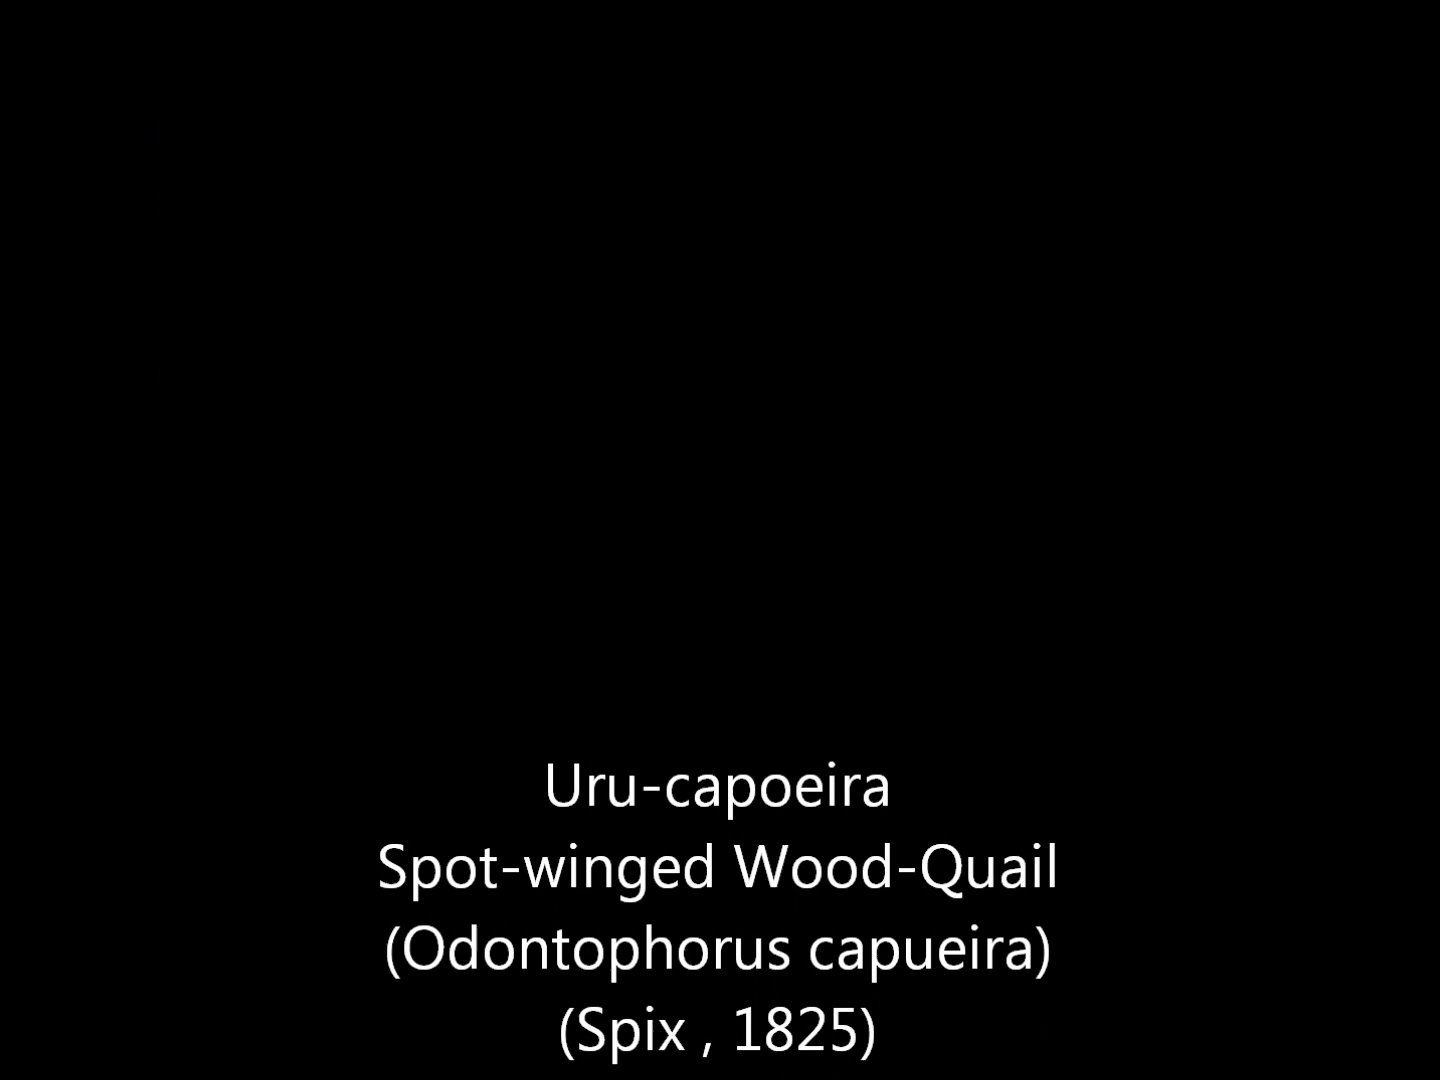 Uru-capoeira
Spot-winged Wood-Quail
(Odontophorus capueira)
(Spix , 1825)